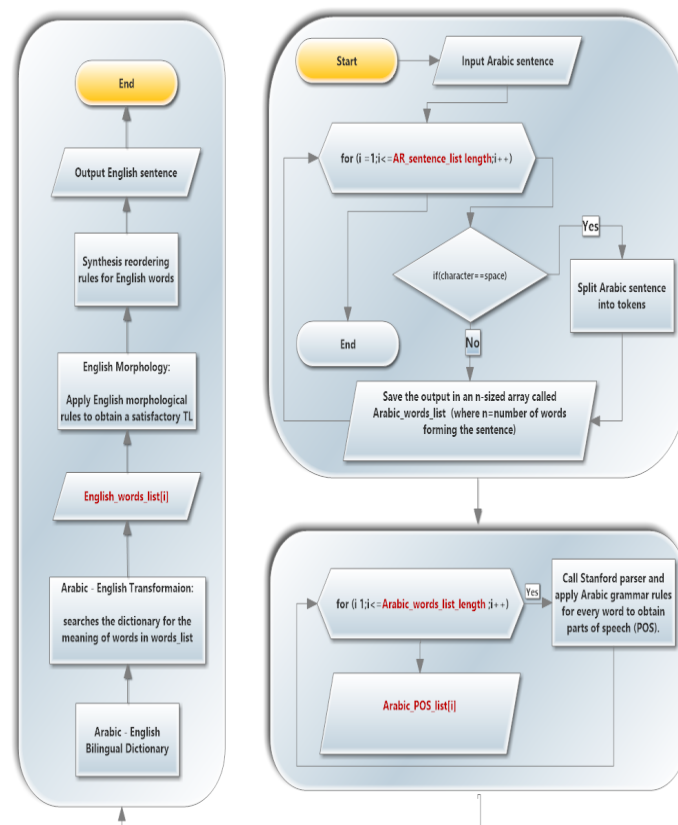 End
Output English sentence
Synthesis reordering
rules for English words
English Morphology:
Apply English morphological
rules to obtain a satisfactory TL
English_words_list[i]
Arabic - English Transformaion:
searches the dictionary for the
meaning of words in words_list
Arabic - English
Bilingual Dictionary
Start
Input Arabic sentence
for (i =1;i<=AR_sentence_list length;i++)
if(character==space)
Yes
Split Arabic sentence
into tokens
End
No
Save the output in an n-sized array called
Arabic_words_list (where n=number of words
forming the sentence)
for (i 1;i<=Arabic_words_list_length ;i++)
Yes
Call Stanford parser and
apply Arabic grammar rules
for every word to obtain
parts of speech (POS).
Arabic_POS_list[i]